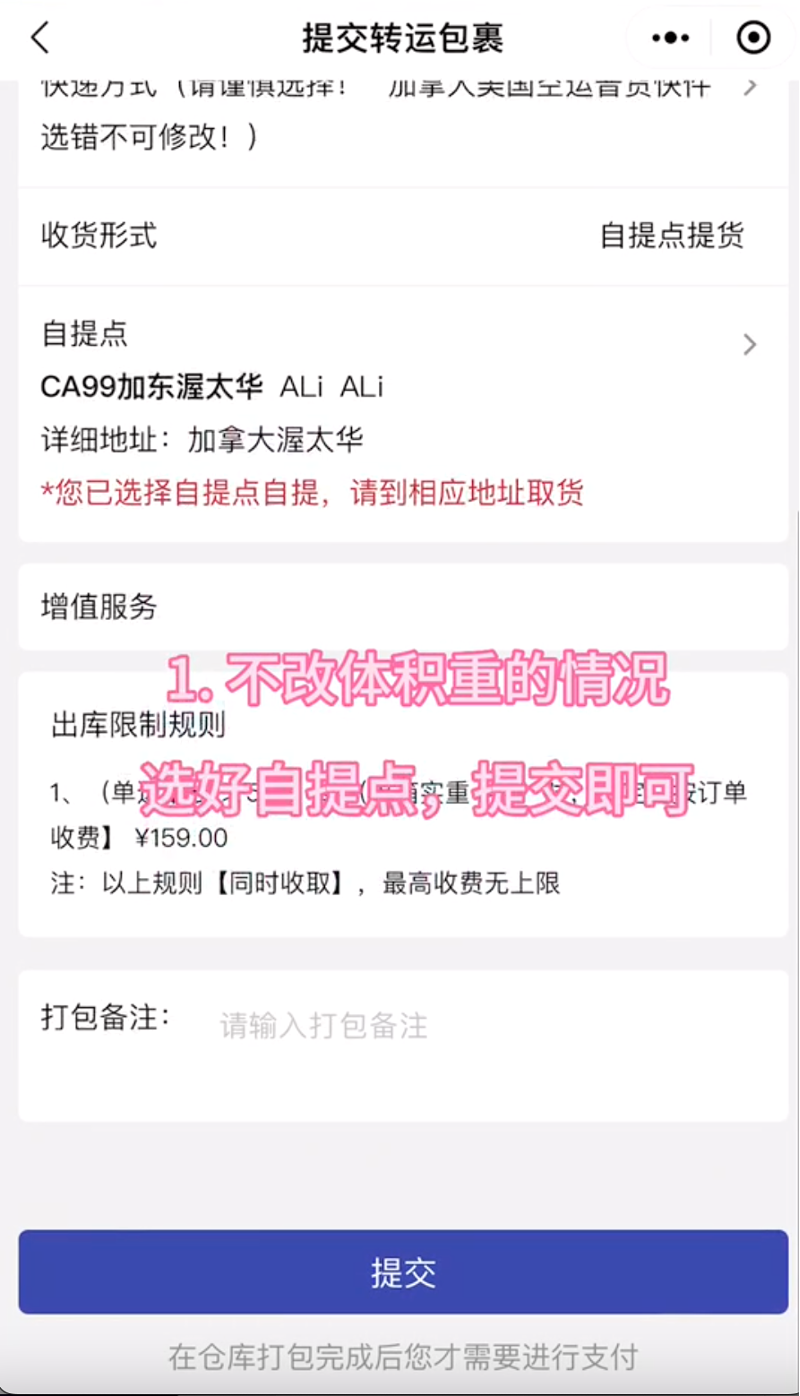 提交转运包裹
快递方式（请谨慎选择！ 加拿大美国空运普货快件
选错不可修改！）
收货形式 自提点提货
自提点
CA99加东渥太华 ALi ALi
详细地址：加拿大渥太华
*您已选择自提点自提，请到相应地址取货
增值服务
1. 不改体积重的情况
出库限制规则
选好自提点，提交即可
1、（单 实重 按订单
收费】 ¥159.00
注：以上规则【同时收取】，最高收费无上限
打包备注： 请输入打包备注
提交
在仓库打包完成后您才需要进行支付